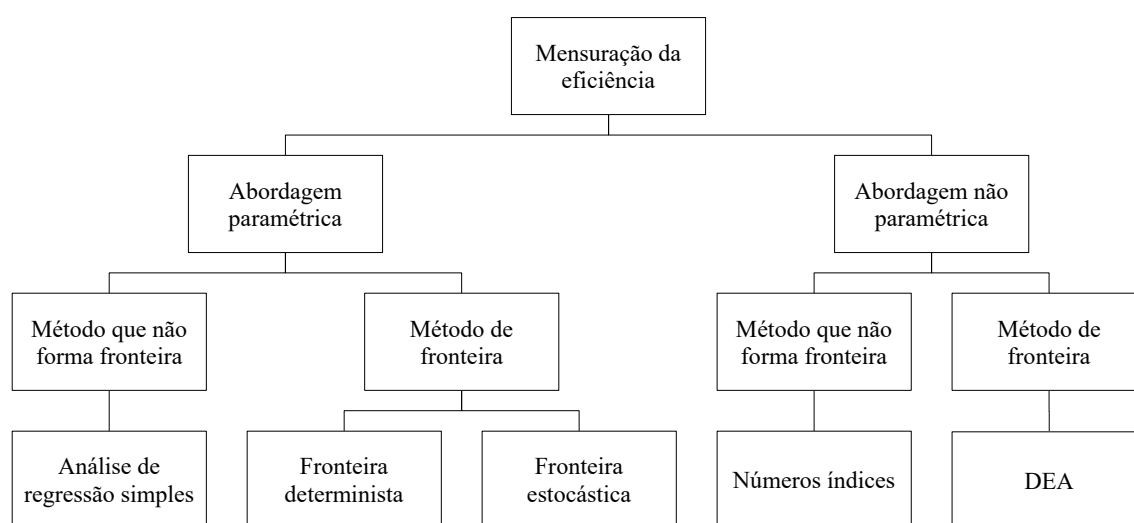 Mensuração da
eficiência
Abordagem
paramétrica
Abordagem não
paramétrica
Método que não
forma fronteira
Método de
fronteira
Método que não
forma fronteira
Método de
fronteira
Análise de
regressão simples
Fronteira
determinista
Fronteira
estocástica
Números índices
DEA